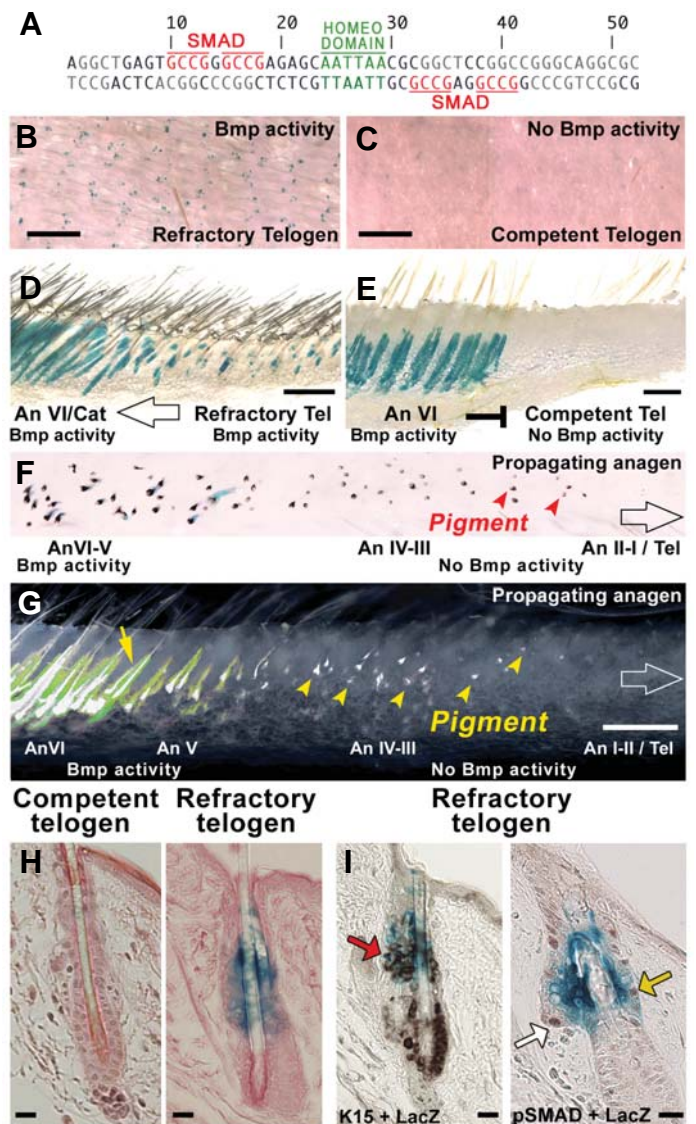 A
10 20 30 40 50
SMAD
HOMEO
DOMAIN
AGGCTGAGTGCCGGGCCGAGAGCAATTAACGCGGCTCCGGCCGGGCAGGCGC
TCCGACTCACGGCCCGGCTCTCGTTAATTGCGCCGAGGCCGGCCCGTCCGCG
SMAD
B Bmp activity
Refractory Telogen
C No Bmp activity
Competent Telogen
D
An VI/Cat Refractory Tel
Bmp activity Bmp activity
E
An VI Competent Tel
Bmp activity No Bmp activity
F Propagating anagen
Pigment
AnVI-V An IV-III An II-I / Tel
Bmp activity No Bmp activity
G Propagating anagen
Pigment
AnVI An V An IV-III An I-II / Tel
Bmp activity No Bmp activity
Competent telogen
Refractory telogen
Refractory telogen
H
I
K15 + LacZ
pSMAD + LacZ